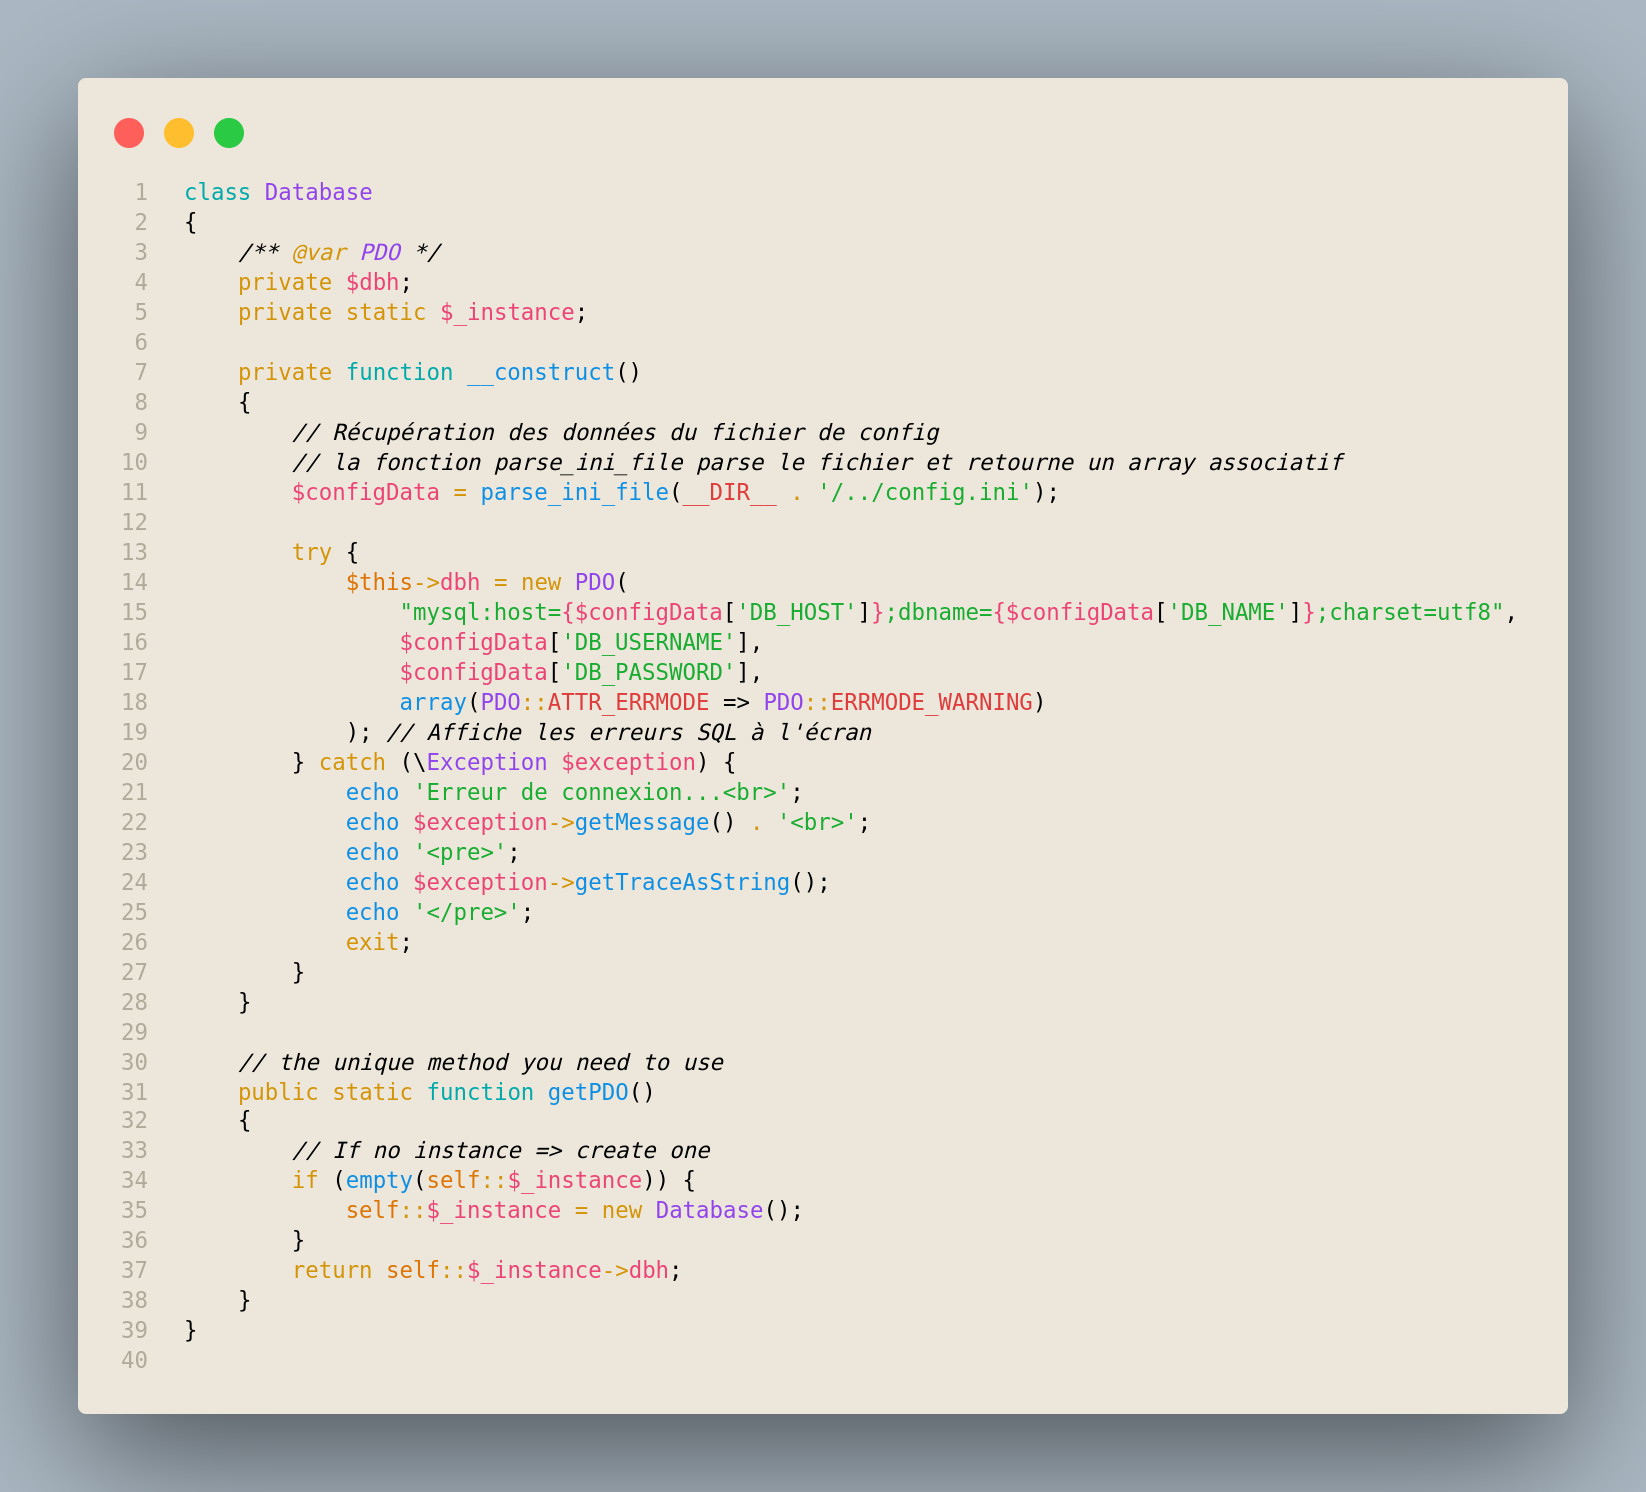 1 class Database
2 {
3     /** @var PDO */
4     private $dbh;
5     private static $_instance;
6
7     private function __construct()
8     {
9         // Récupération des données du fichier de config
10         // la fonction parse_ini_file parse le fichier et retourne un array associatif
11         $configData = parse_ini_file(__DIR__ . '/../config.ini');
12
13         try {
14             $this->dbh = new PDO(
15                 "mysql:host={$configData['DB_HOST']};dbname={$configData['DB_NAME']};charset=utf8",
16                 $configData['DB_USERNAME'],
17                 $configData['DB_PASSWORD'],
18                 array(PDO::ATTR_ERRMODE => PDO::ERRMODE_WARNING)
19             ); // Affiche les erreurs SQL à l'écran
20         } catch (\Exception $exception) {
21             echo 'Erreur de connexion...<br>';
22             echo $exception->getMessage() . '<br>';
23             echo '<pre>';
24             echo $exception->getTraceAsString();
25             echo '</pre>';
26             exit;
27         }
28     }
29
30     // the unique method you need to use
31     public static function getPDO()
32     {
33         // If no instance => create one
34         if (empty(self::$_instance)) {
35             self::$_instance = new Database();
36         }
37         return self::$_instance->dbh;
38     }
39 }
40